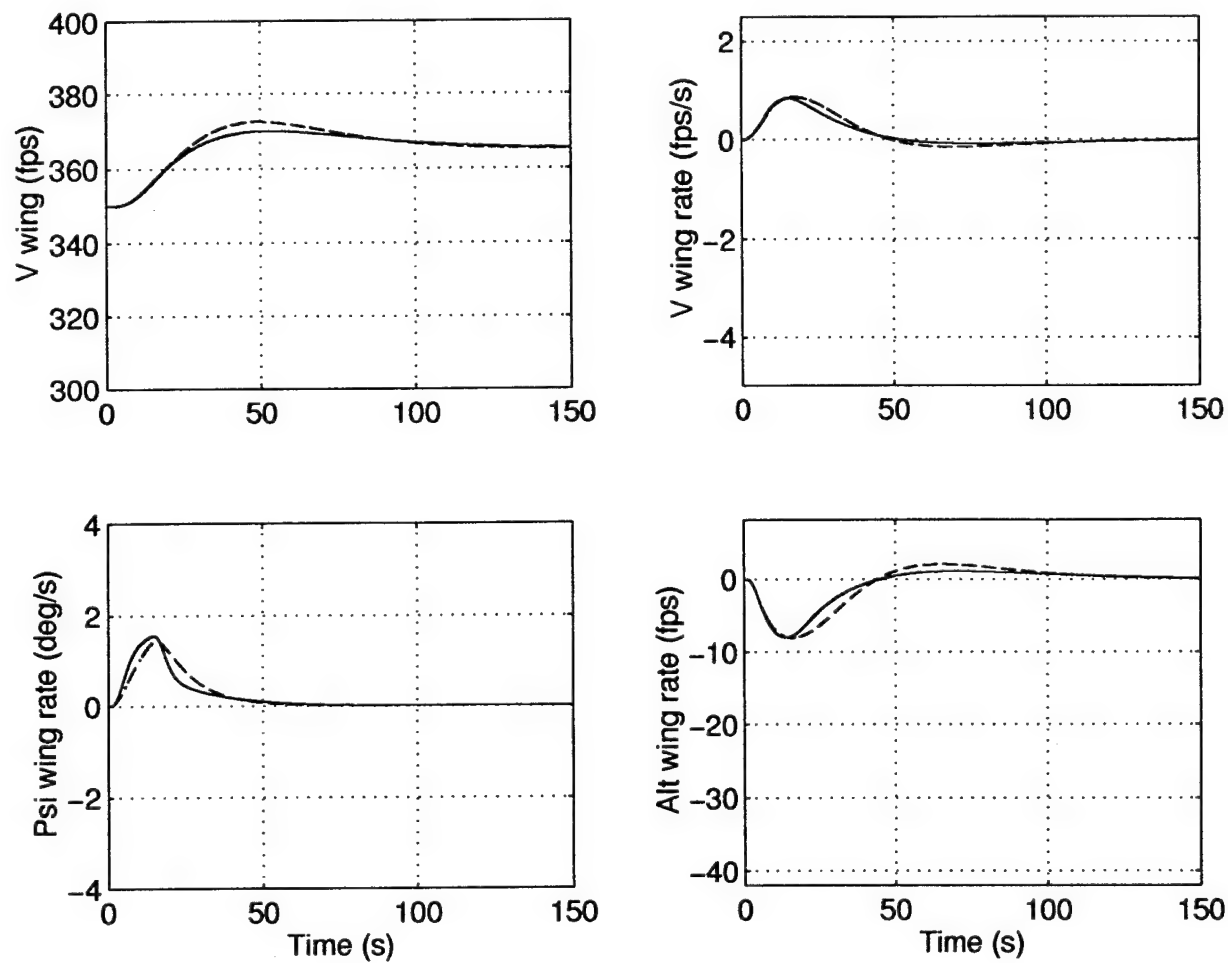 V wing (fps)
400
380
360
340
320
300
0 50 100 150
V wing rate (fps/s)
2
0
−2
−4
0 50 100 150
Psi wing rate (deg/s)
4
2
0
−2
−4
0 50 100 150
Time (s)
Alt wing rate (fps)
0
−10
−20
−30
−40
0 50 100 150
Time (s)